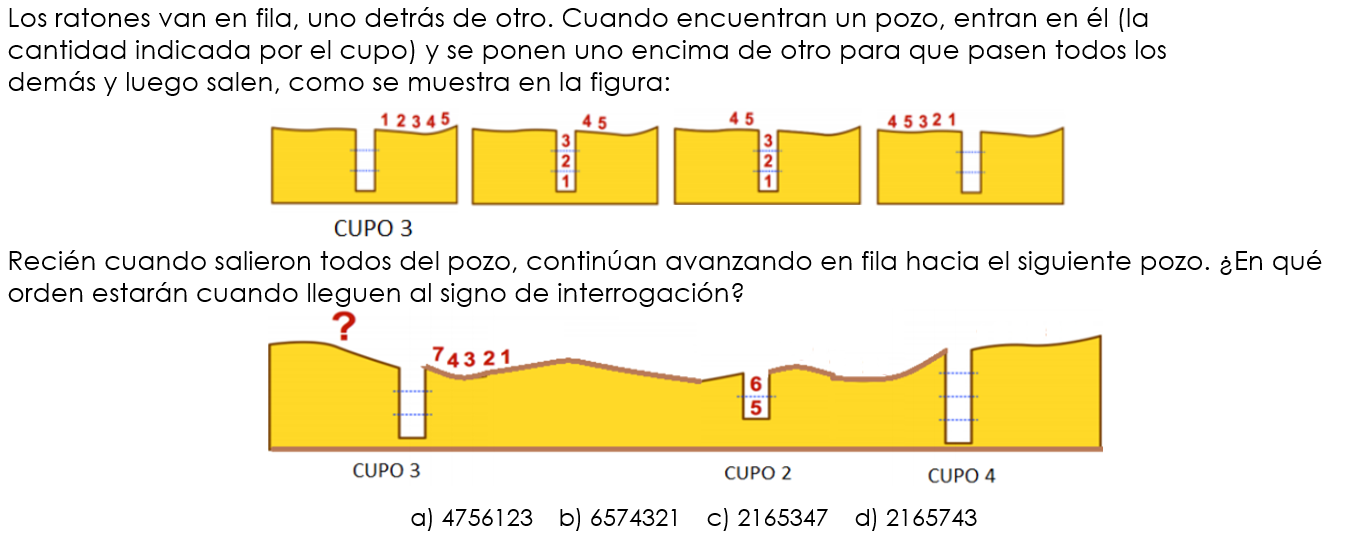 Los ratones van en fila, uno detrás de otro. Cuando encuentran un pozo, entran en él (la
cantidad indicada por el cupo) y se ponen uno encima de otro para que pasen todos los
demás y luego salen, como se muestra en la figura:
1 2 3 4 5
4 5
3
2
1
4 5
3
2
1
4 5 3 2 1
CUPO 3
Recién cuando salieron todos del pozo, continúan avanzando en fila hacia el siguiente pozo. ¿En qué
orden estarán cuando lleguen al signo de interrogación?
?
7 4 3 2 1
6
5
CUPO 3 CUPO 2 CUPO 4
a) 4756123 b) 6574321 c) 2165347 d) 2165743